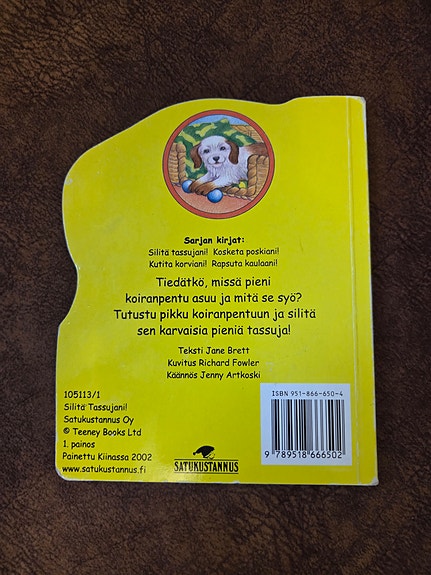 Sarjan kirjat:
Silitä tassujani! Kosketa poskiani!
Kutita korviani! Rapsuta kaulaani!
Tiedätkö, missä pieni
koiranpentu asuu ja mitä se syö?
Tutustu pikku koiranpentuun ja silitä
sen karvaisia pieniä tassuja!
Teksti Jane Brett
Kuvitus Richard Fowler
Käännös Jenny Artkoski
105113/1
Silitä Tassujani!
Satukustannus Oy
© Teeney Books Ltd
1. painos
Painettu Kiinassa 2002
www.satukustannus.fi
SATUKUSTANNUS
ISBN 951-866-650-4
9 789518 666502